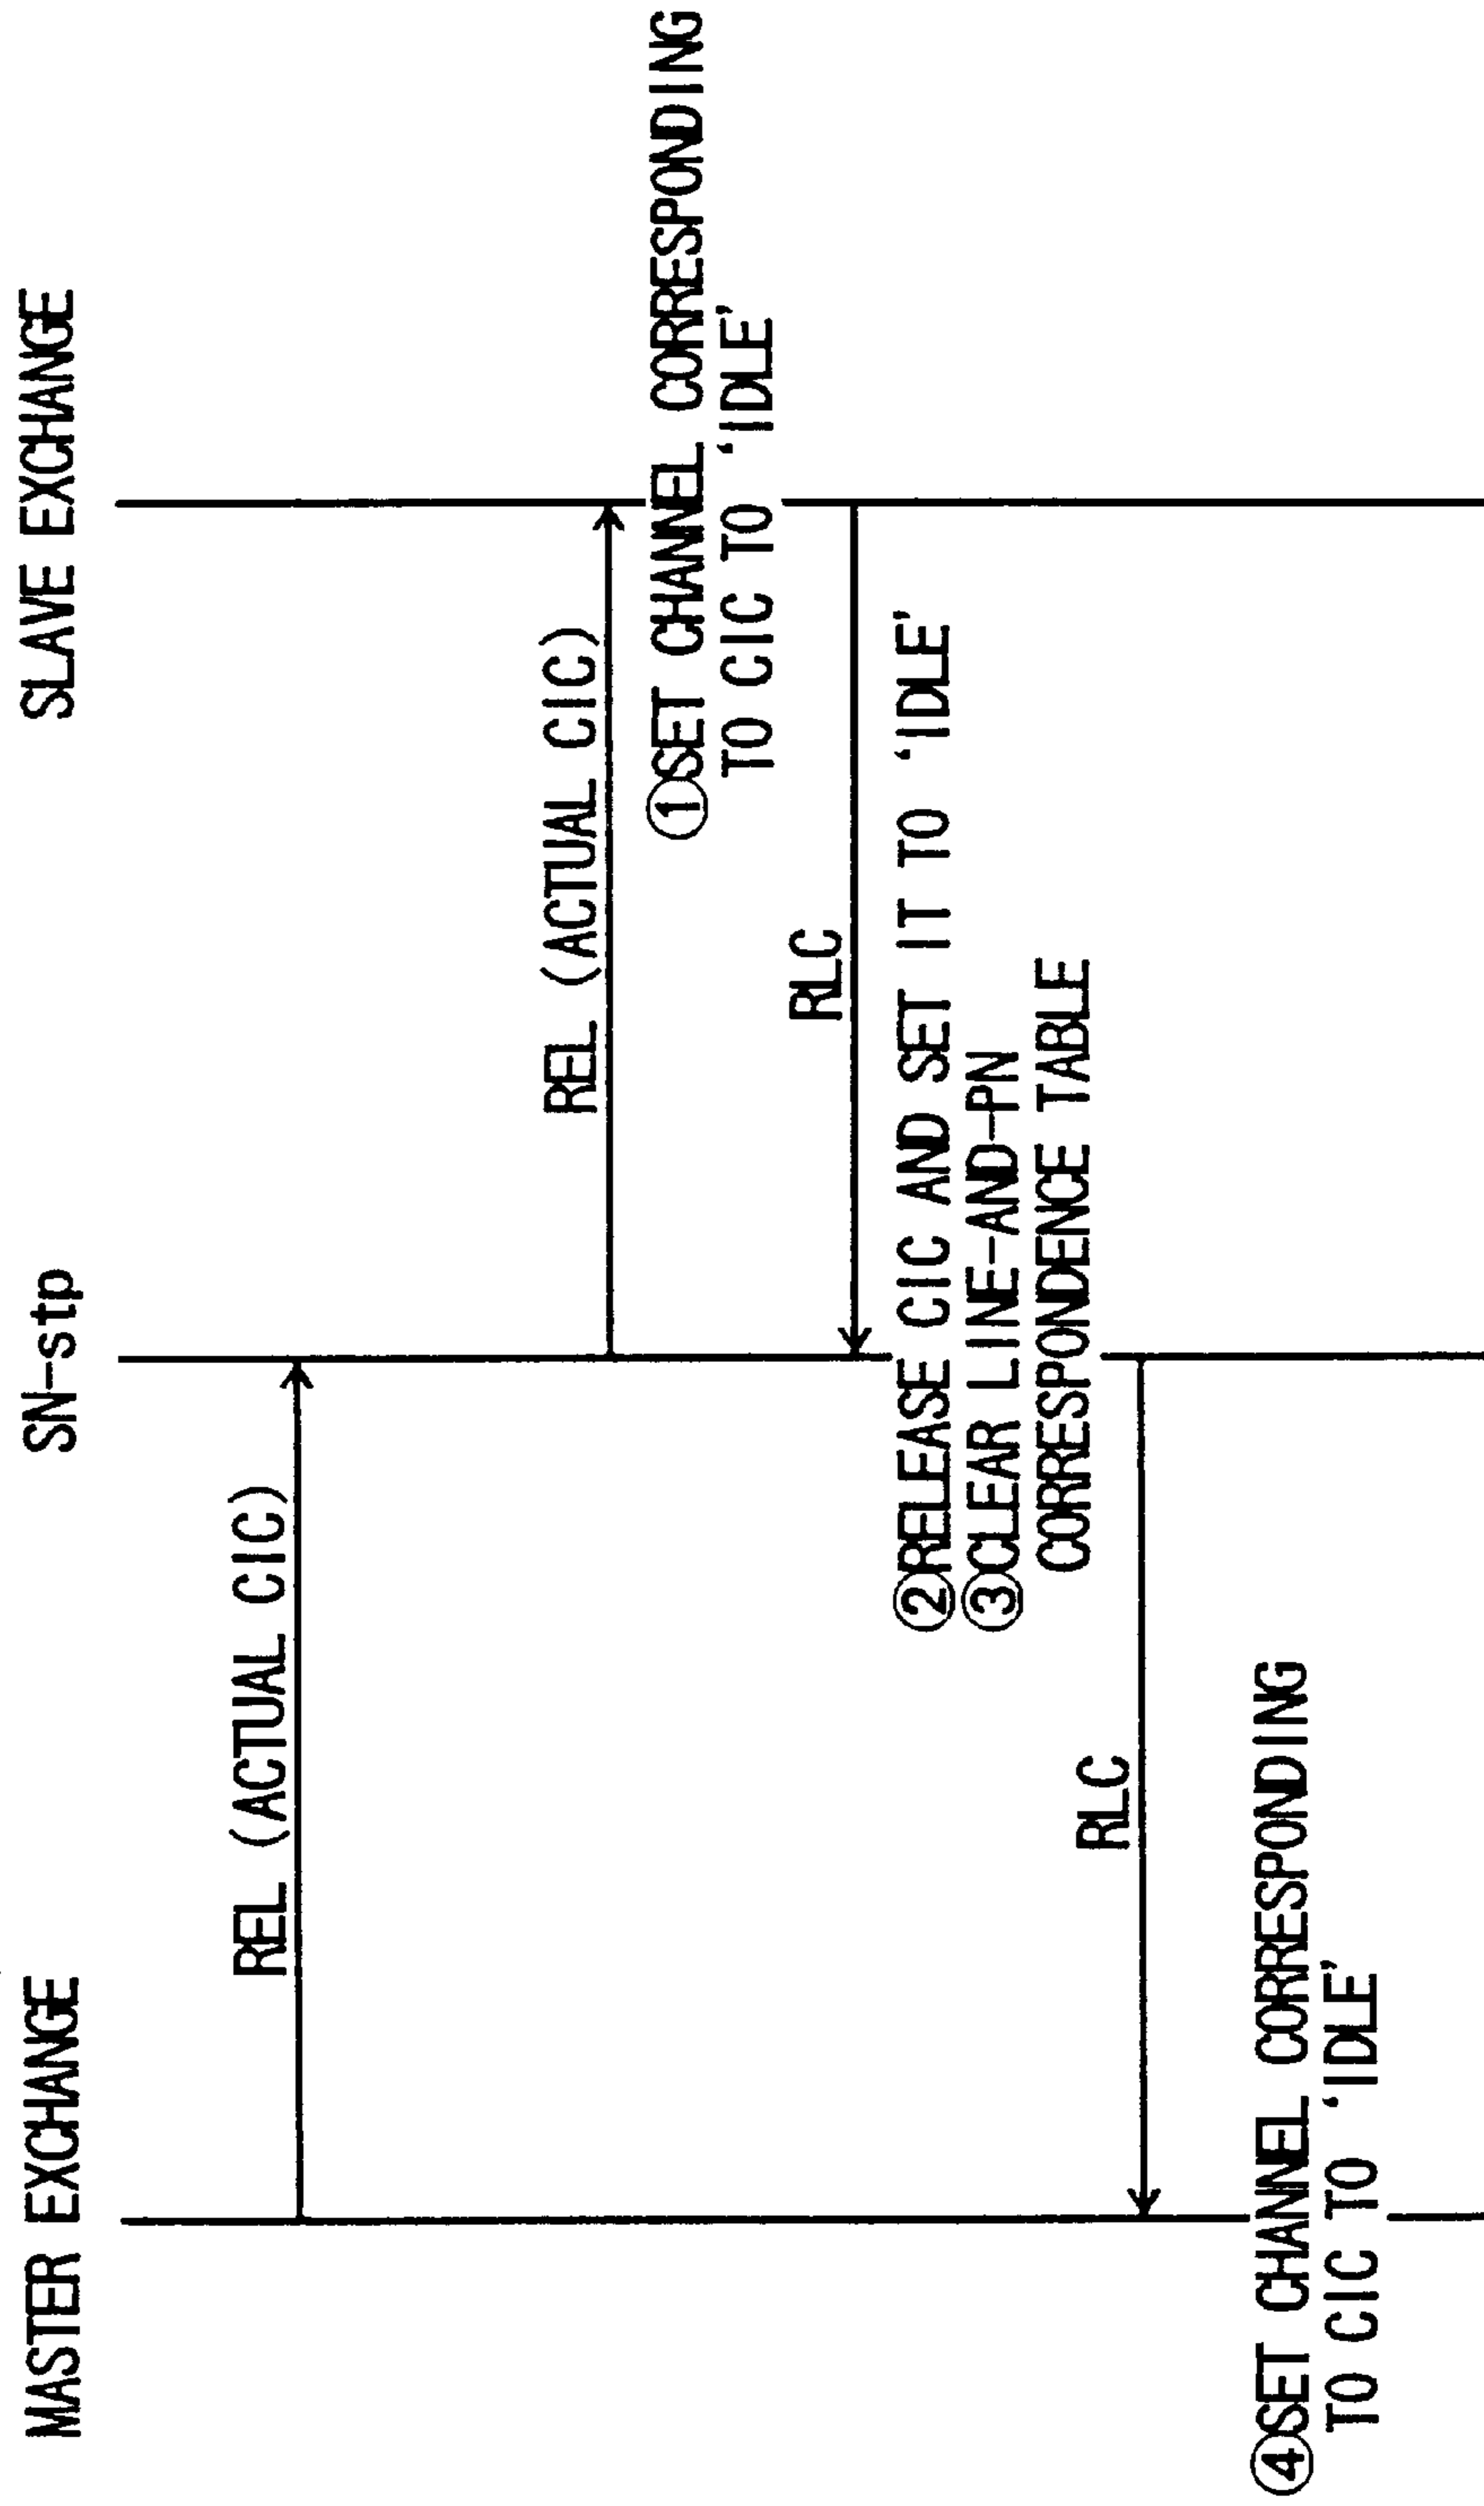 MASTER EXCHANGE
SN-stp
SLAVE EXCHANGE
REL (ACTUAL CIC)
REL (ACTUAL CIC)
①SET CHANNEL CORRESPONDING
TO CIC TO ‘IDLE’
RLC
②RELEASE CIC AND SET IT TO ‘IDLE’
③CLEAR LINE-AND-PN
CORRESPONDENCE TABLE
RLC
④SET CHANNEL CORRESPONDING
TO CIC TO ‘IDLE’